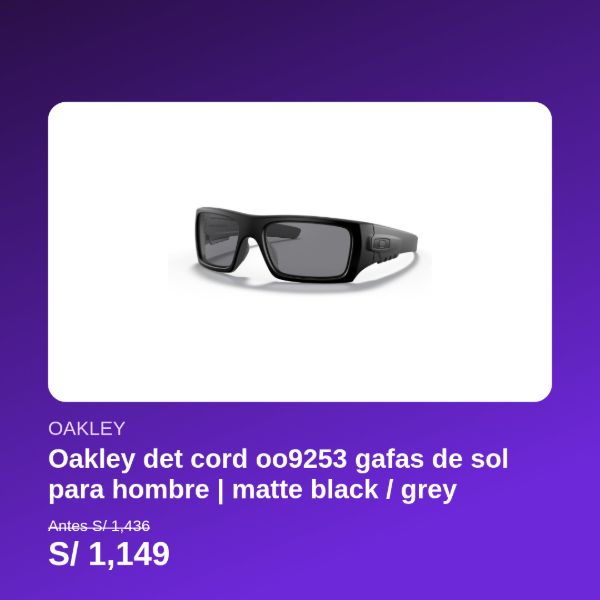 OAKLEY
Oakley det cord oo9253 gafas de sol
para hombre | matte black / grey
Antes S/ 1,436
S/ 1,149